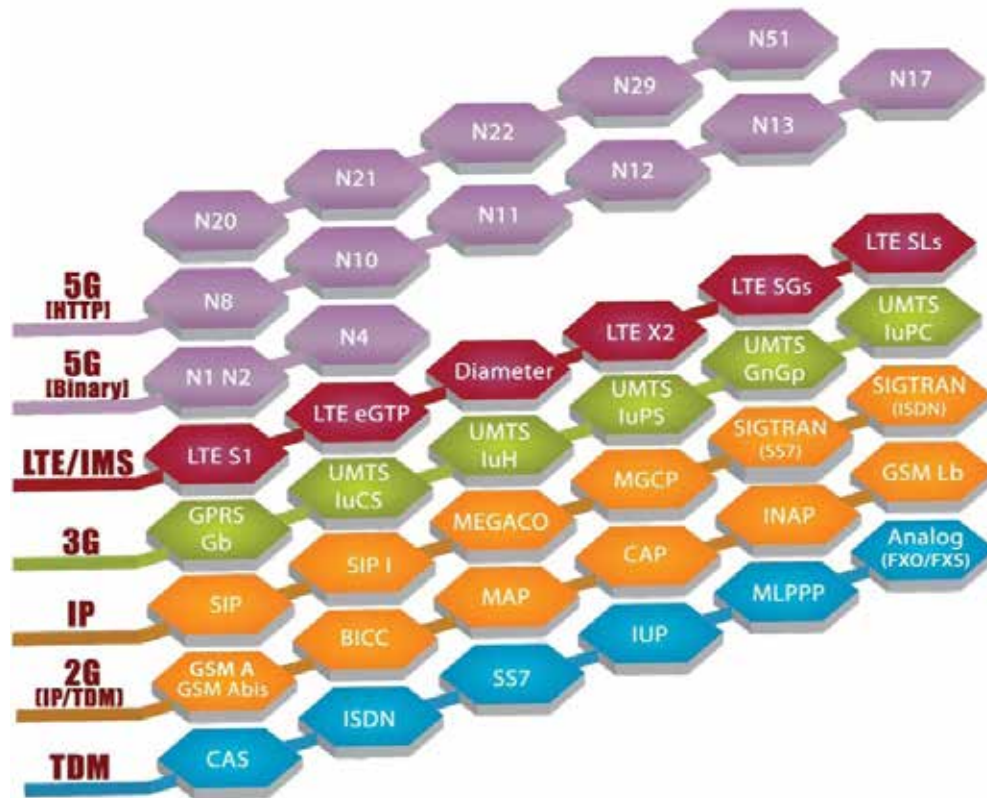 N20
N21
N22
N29
N51
5G
[HTTP]
N8
N10
N11
N12
N13
N17
5G
[Binary]
N1 N2
N4
LTE/IMS
LTE S1
LTE eGTP
Diameter
LTE X2
LTE SGs
LTE SLs
3G
GPRS
Gb
UMTS
IuCS
UMTS
IuH
UMTS
IuPS
UMTS
GnGp
UMTS
IuPC
IP
SIP
SIP I
MEGACO
MGCP
SIGTRAN
(SS7)
SIGTRAN
(ISDN)
2G
(IP/TDM)
GSM A
GSM Abis
BICC
MAP
CAP
INAP
GSM Lb
TDM
CAS
ISDN
SS7
IUP
MLPPP
Analog
(FXO/FXS)